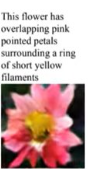 This flower has
overlapping pink
pointed petals
surrounding a ring
of short yellow
filaments